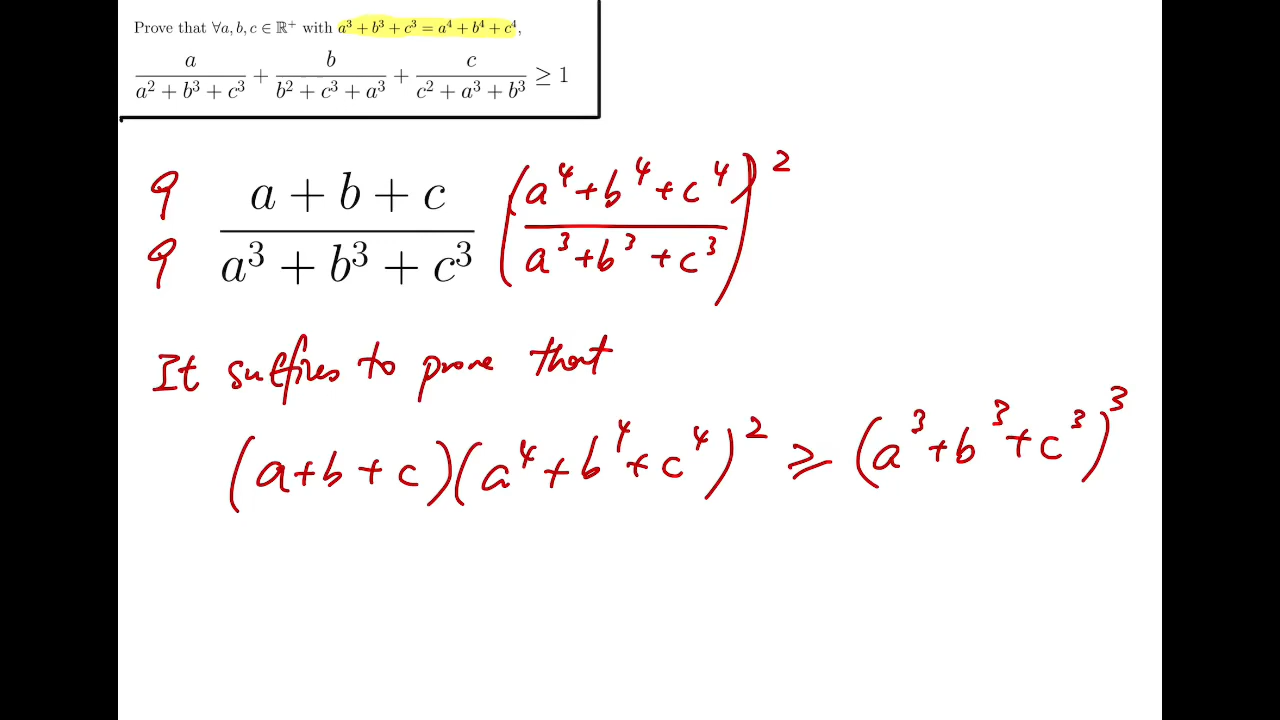 Prove that ∀a, b, c ∈ ℝ⁺ with a³ + b³ + c³ = a⁴ + b⁴ + c⁴,
a/(a² + b³ + c³) + b/(b² + c³ + a³) + c/(c² + a³ + b³) ≥ 1
9/9 (a + b + c)/(a³ + b³ + c³) ((a⁴+b⁴+c⁴)/(a³+b³+c³))²
It suffices to prove that
(a+b+c)(a⁴+b⁴+c⁴)² ≥ (a³+b³+c³)³